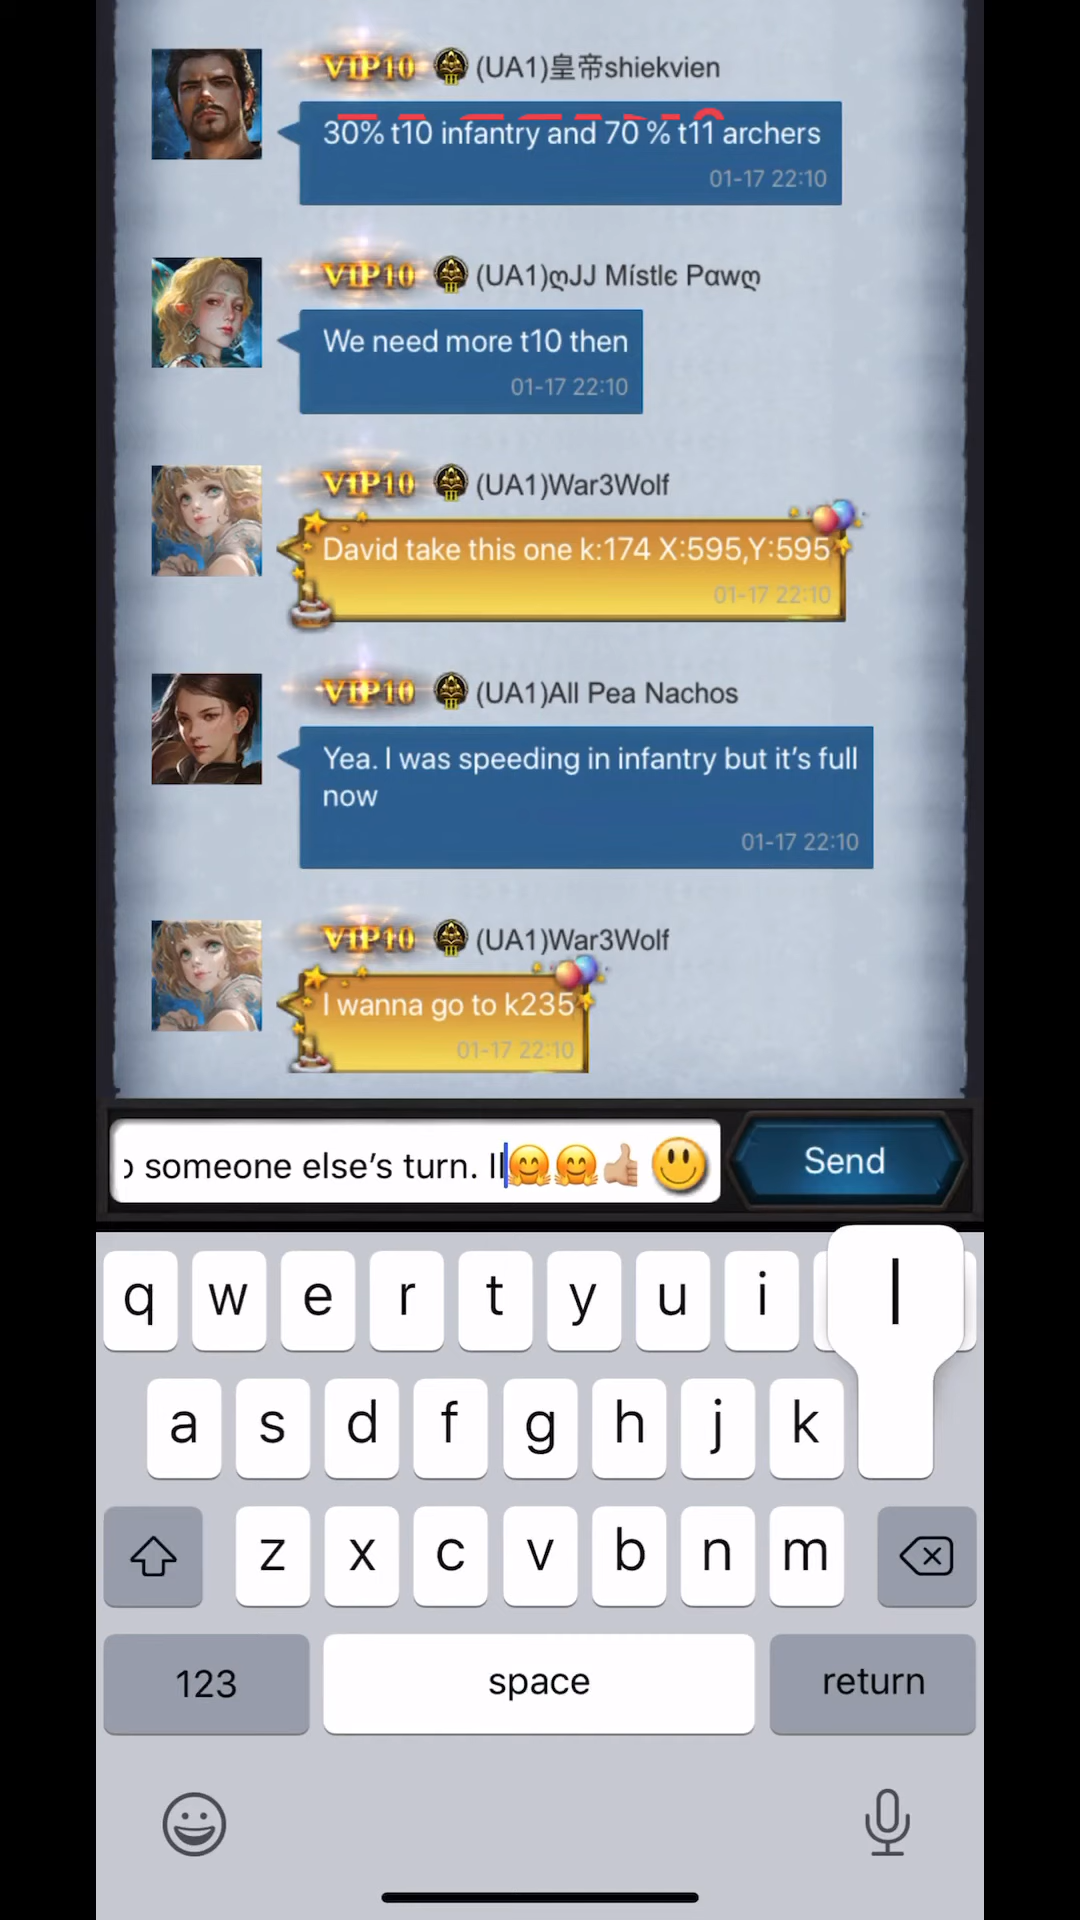 VIP10 (UA1)皇帝shiekvien
30% t10 infantry and 70 % t11 archers
01-17 22:10
VIP10 (UA1)ღJJ Místlє Pαwღ
We need more t10 then
01-17 22:10
VIP10 (UA1)War3Wolf
David take this one k:174 X:595,Y:595
01-17 22:10
VIP10 (UA1)All Pea Nachos
Yea. I was speeding in infantry but it’s full
now
01-17 22:10
VIP10 (UA1)War3Wolf
I wanna go to k235
01-17 22:10
someone else’s turn. Il🤗🤗👍🏼 Send
q w e r t y u i l
a s d f g h j k
z x c v b n m
123 space return